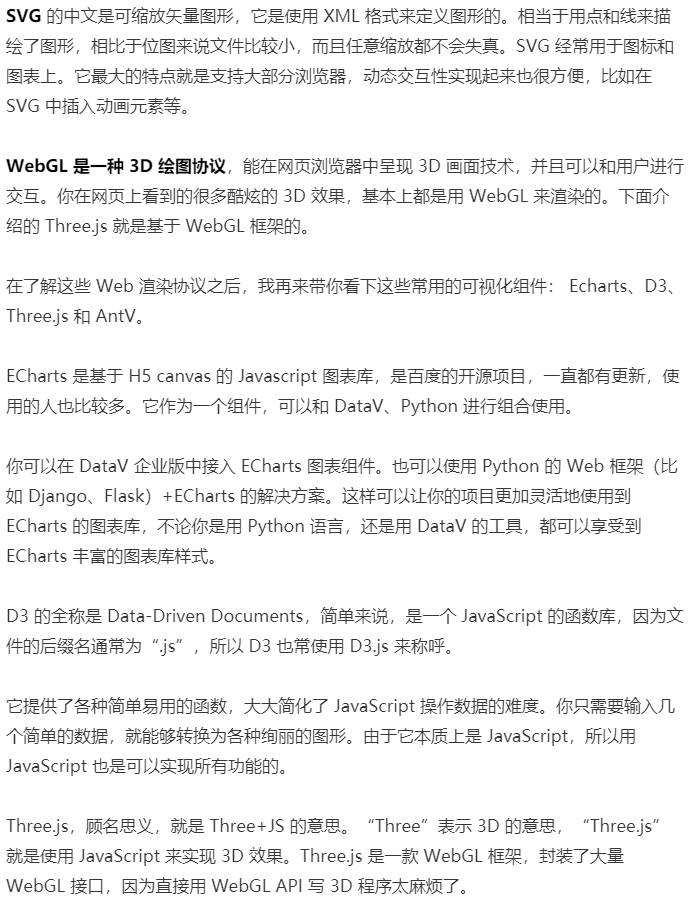 SVG 的中文是可缩放矢量图形，它是使用 XML 格式来定义图形的。相当于用点和线来描
绘了图形，相比于位图来说文件比较小，而且任意缩放都不会失真。SVG 经常用于图标和
图表上。它最大的特点就是支持大部分浏览器，动态交互性实现起来也很方便，比如在
SVG 中插入动画元素等。
WebGL 是一种 3D 绘图协议，能在网页浏览器中呈现 3D 画面技术，并且可以和用户进行
交互。你在网页上看到的很多酷炫的 3D 效果，基本上都是用 WebGL 来渲染的。下面介
绍的 Three.js 就是基于 WebGL 框架的。
在了解这些 Web 渲染协议之后，我再来带你看下这些常用的可视化组件： Echarts、D3、
Three.js 和 AntV。
ECharts 是基于 H5 canvas 的 Javascript 图表库，是百度的开源项目，一直都有更新，使
用的人也比较多。它作为一个组件，可以和 DataV、Python 进行组合使用。
你可以在 DataV 企业版中接入 ECharts 图表组件。也可以使用 Python 的 Web 框架（比
如 Django、Flask）+ECharts 的解决方案。这样可以让你的项目更加灵活地使用到
ECharts 的图表库，不论你是用 Python 语言，还是用 DataV 的工具，都可以享受到
ECharts 丰富的图表库样式。
D3 的全称是 Data-Driven Documents，简单来说，是一个 JavaScript 的函数库，因为文
件的后缀名通常为“.js”，所以 D3 也常使用 D3.js 来称呼。
它提供了各种简单易用的函数，大大简化了 JavaScript 操作数据的难度。你只需要输入几
个简单的数据，就能够转换为各种绚丽的图形。由于它本质上是 JavaScript，所以用
JavaScript 也是可以实现所有功能的。
Three.js，顾名思义，就是 Three+JS 的意思。“Three”表示 3D 的意思，“Three.js”
就是使用 JavaScript 来实现 3D 效果。Three.js 是一款 WebGL 框架，封装了大量
WebGL 接口，因为直接用 WebGL API 写 3D 程序太麻烦了。